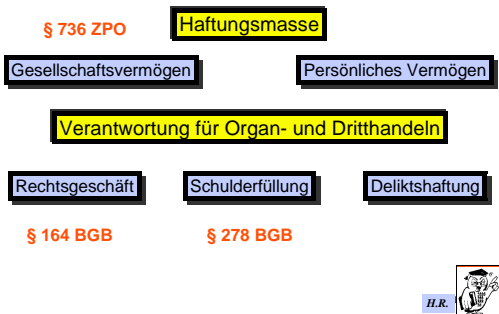 § 736 ZPO
Haftungsmasse
Gesellschaftsvermögen
Persönliches Vermögen
Verantwortung für Organ- und Dritthandeln
Rechtsgeschäft
Schulderfüllung
Deliktshaftung
§ 164 BGB
§ 278 BGB
H.R.